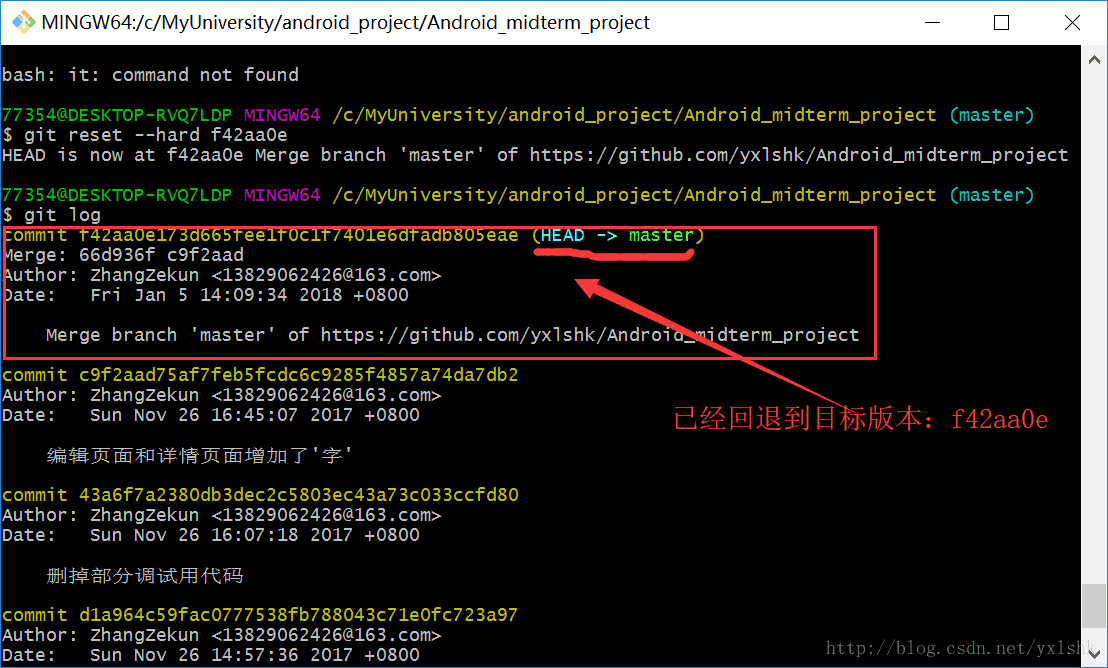 MINGW64:/c/MyUniversity/android_project/Android_midterm_project
bash: it: command not found
77354@DESKTOP-RVQ7LDP MINGW64 /c/MyUniversity/android_project/Android_midterm_project (master)
$ git reset --hard f42aa0e
HEAD is now at f42aa0e Merge branch 'master' of https://github.com/yxlshk/Android_midterm_project
77354@DESKTOP-RVQ7LDP MINGW64 /c/MyUniversity/android_project/Android_midterm_project (master)
$ git log
commit f42aa0e173d665fee1f0c1f7401e6dfadb805eae (HEAD -> master)
Merge: 66d936f c9f2aad
Author: ZhangZekun <13829062426@163.com>
Date:   Fri Jan 5 14:09:34 2018 +0800
Merge branch 'master' of https://github.com/yxlshk/Android_midterm_project
commit c9f2aad75af7feb5fcdc6c9285f4857a74da7db2
Author: ZhangZekun <13829062426@163.com>
Date:   Sun Nov 26 16:45:07 2017 +0800
已经回退到目标版本：f42aa0e
编辑页面和详情页面增加了'字'
commit 43a6f7a2380db3dec2c5803ec43a73c033ccfd80
Author: ZhangZekun <13829062426@163.com>
Date:   Sun Nov 26 16:07:18 2017 +0800
删掉部分调试用代码
commit d1a964c59fac0777538fb788043c71e0fc723a97
Author: ZhangZekun <13829062426@163.com>
Date:   Sun Nov 26 14:57:36 2017 +0800
http://blog.csdn.net/yxlshk